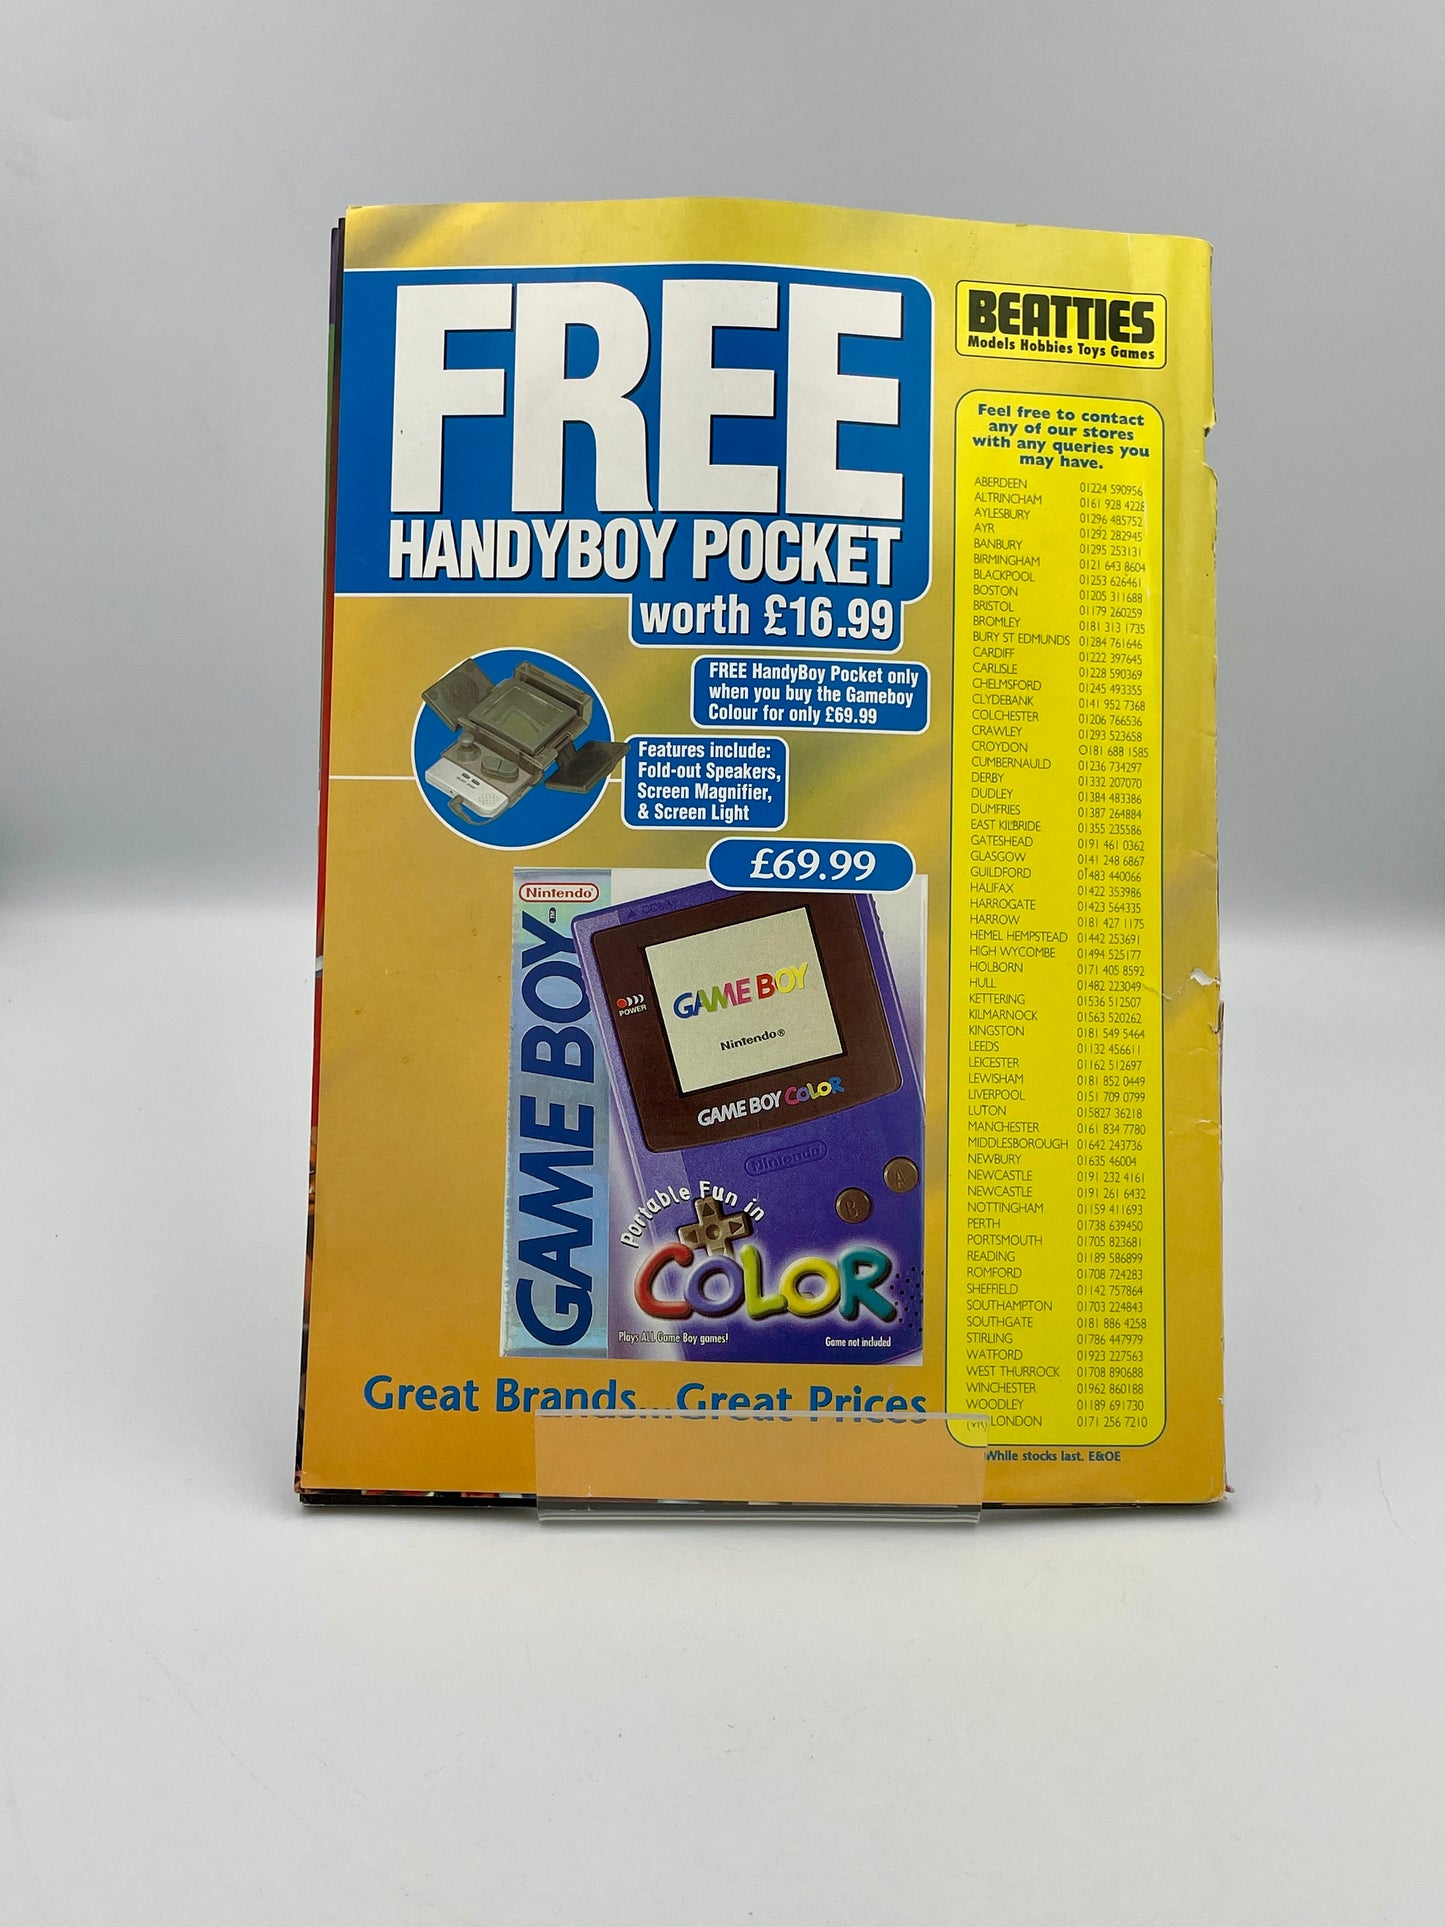 FREE
HANDYBOY POCKET
worth £16.99
FREE HandyBoy Pocket only
when you buy the Gameboy
Colour for only £69.99
Features include:
Fold-out Speakers,
Screen Magnifier,
& Screen Light
£69.99
Nintendo®
GAME BOY™
COLOR
POWER
GAME BOY
Nintendo®
GAME BOY COLOR
Nintendo
A
B
Portable Fun in
COLOR
Plays ALL Game Boy games!
Game not included
Great Brands...Great Prices
BEATTIES
Models Hobbies Toys Games
Feel free to contact
any of our stores
with any queries you
may have.
ABERDEEN 01224 590956
ALTRINCHAM 0161 928 4228
AYLESBURY 01296 485752
AYR 01292 282945
BANBURY 01295 253131
BIRMINGHAM 0121 643 8604
BLACKPOOL 01253 626461
BOSTON 01205 311688
BRISTOL 01179 260259
BROMLEY 0181 313 1735
BURY ST EDMUNDS 01284 761646
CARDIFF 01222 397645
CARLISLE 01228 590369
CHELMSFORD 01245 493355
CLYDEBANK 0141 952 7368
COLCHESTER 01206 766536
CRAWLEY 01293 523658
CROYDON O181 688 1585
CUMBERNAULD 01236 734297
DERBY 01332 207070
DUDLEY 01384 483386
DUMFRIES 01387 264884
EAST KILBRIDE 01355 235586
GATESHEAD 0191 461 0362
GLASGOW 0141 248 6867
GUILDFORD 01483 440066
HALIFAX 01422 353986
HARROGATE 01423 564335
HARROW 0181 427 1175
HEMEL HEMPSTEAD 01442 253691
HIGH WYCOMBE 01494 525177
HOLBORN 0171 405 8592
HULL 01482 223049
KETTERING 01536 512507
KILMARNOCK 01563 520262
KINGSTON 0181 549 5464
LEEDS 01132 456611
LEICESTER 01162 512697
LEWISHAM 0181 852 0449
LIVERPOOL 0151 709 0799
LUTON 015827 36218
MANCHESTER 0161 834 7780
MIDDLESBOROUGH 01642 243736
NEWBURY 01635 46004
NEWCASTLE 0191 232 4161
NEWCASTLE 0191 261 6432
NOTTINGHAM 01159 411693
PERTH 01738 639450
PORTSMOUTH 01705 823681
READING 01189 586899
ROMFORD 01708 724283
SHEFFIELD 01142 757864
SOUTHAMPTON 01703 224843
SOUTHGATE 0181 886 4258
STIRLING 01786 447979
WATFORD 01923 227563
WEST THURROCK 01708 890688
WINCHESTER 01962 860188
WOODLEY 01189 691730
LONDON 0171 256 7210
While stocks last. E&OE